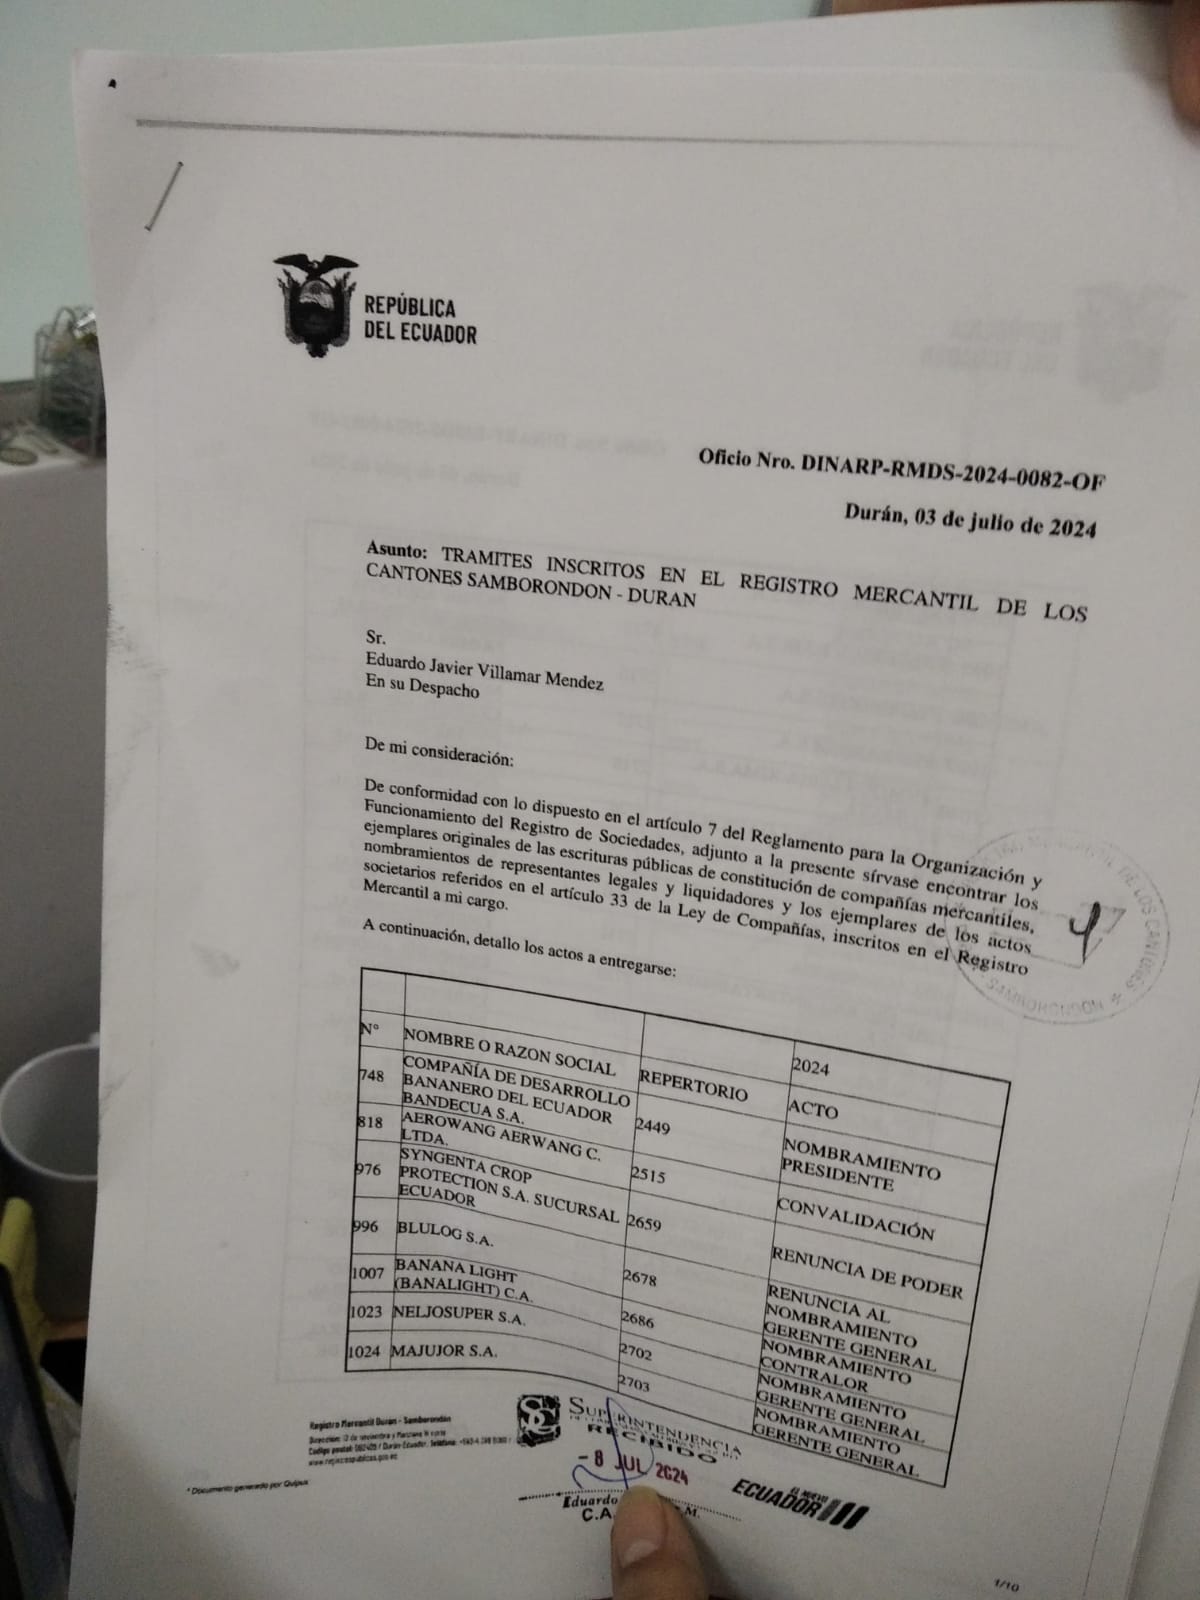 REPÚBLICA
DEL ECUADOR
Oficio Nro. DINARP-RMDS-2024-0082-OF
Durán, 03 de julio de 2024
Asunto: TRAMITES INSCRITOS EN EL REGISTRO MERCANTIL DE LOS
CANTONES SAMBORONDON - DURAN
Sr.
Eduardo Javier Villamar Mendez
En su Despacho
De mi consideración:
De conformidad con lo dispuesto en el artículo 7 del Reglamento para la Organización y
Funcionamiento del Registro de Sociedades, adjunto a la presente sírvase encontrar los
ejemplares originales de las escrituras públicas de constitución de compañías mercantiles,
nombramientos de representantes legales y liquidadores y los ejemplares de los actos
societarios referidos en el artículo 33 de la Ley de Compañías, inscritos en el Registro
Mercantil a mi cargo.
A continuación, detallo los actos a entregarse:
2024
N° NOMBRE O RAZON SOCIAL REPERTORIO ACTO
748 COMPAÑÍA DE DESARROLLO
BANANERO DEL ECUADOR
BANDECUA S.A. 2449 NOMBRAMIENTO
PRESIDENTE
818 AEROWANG AERWANG C.
LTDA. 2515 CONVALIDACIÓN
976 SYNGENTA CROP
PROTECTION S.A. SUCURSAL
ECUADOR 2659 RENUNCIA DE PODER
996 BLULOG S.A. 2678 RENUNCIA AL
NOMBRAMIENTO
GERENTE GENERAL
1007 BANANA LIGHT
(BANALIGHT) C.A. 2686 NOMBRAMIENTO
CONTRALOR
1023 NELJOSUPER S.A. 2702 NOMBRAMIENTO
GERENTE GENERAL
1024 MAJUJOR S.A. 2703 NOMBRAMIENTO
GERENTE GENERAL
Registro Mercantil Durán - Samborondón
www.registrospublicos.gob.ec
* Documento generado por Quipux
SUPERINTENDENCIA
RECIBIDO
- 8 JUL 2024
Eduardo
C.A.
M.
EL NUEVO
ECUADOR
DE LOS CANTONES
SAMBORONDON
1/10